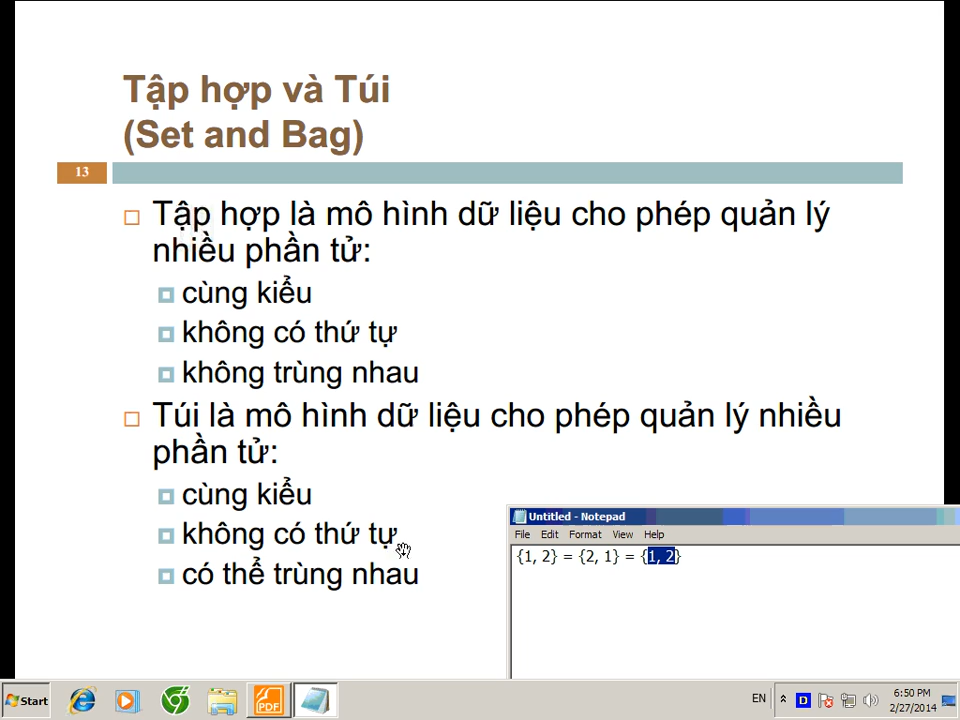 Tập hợp và Túi
(Set and Bag)
13
Tập hợp là mô hình dữ liệu cho phép quản lý
nhiều phần tử:
cùng kiểu
không có thứ tự
không trùng nhau
Túi là mô hình dữ liệu cho phép quản lý nhiều
phần tử:
cùng kiểu
không có thứ tự
có thể trùng nhau
Untitled - Notepad
File Edit Format View Help
{1, 2} = {2, 1} = {1, 2}
Start
PDF
EN
D
6:50 PM
2/27/2014